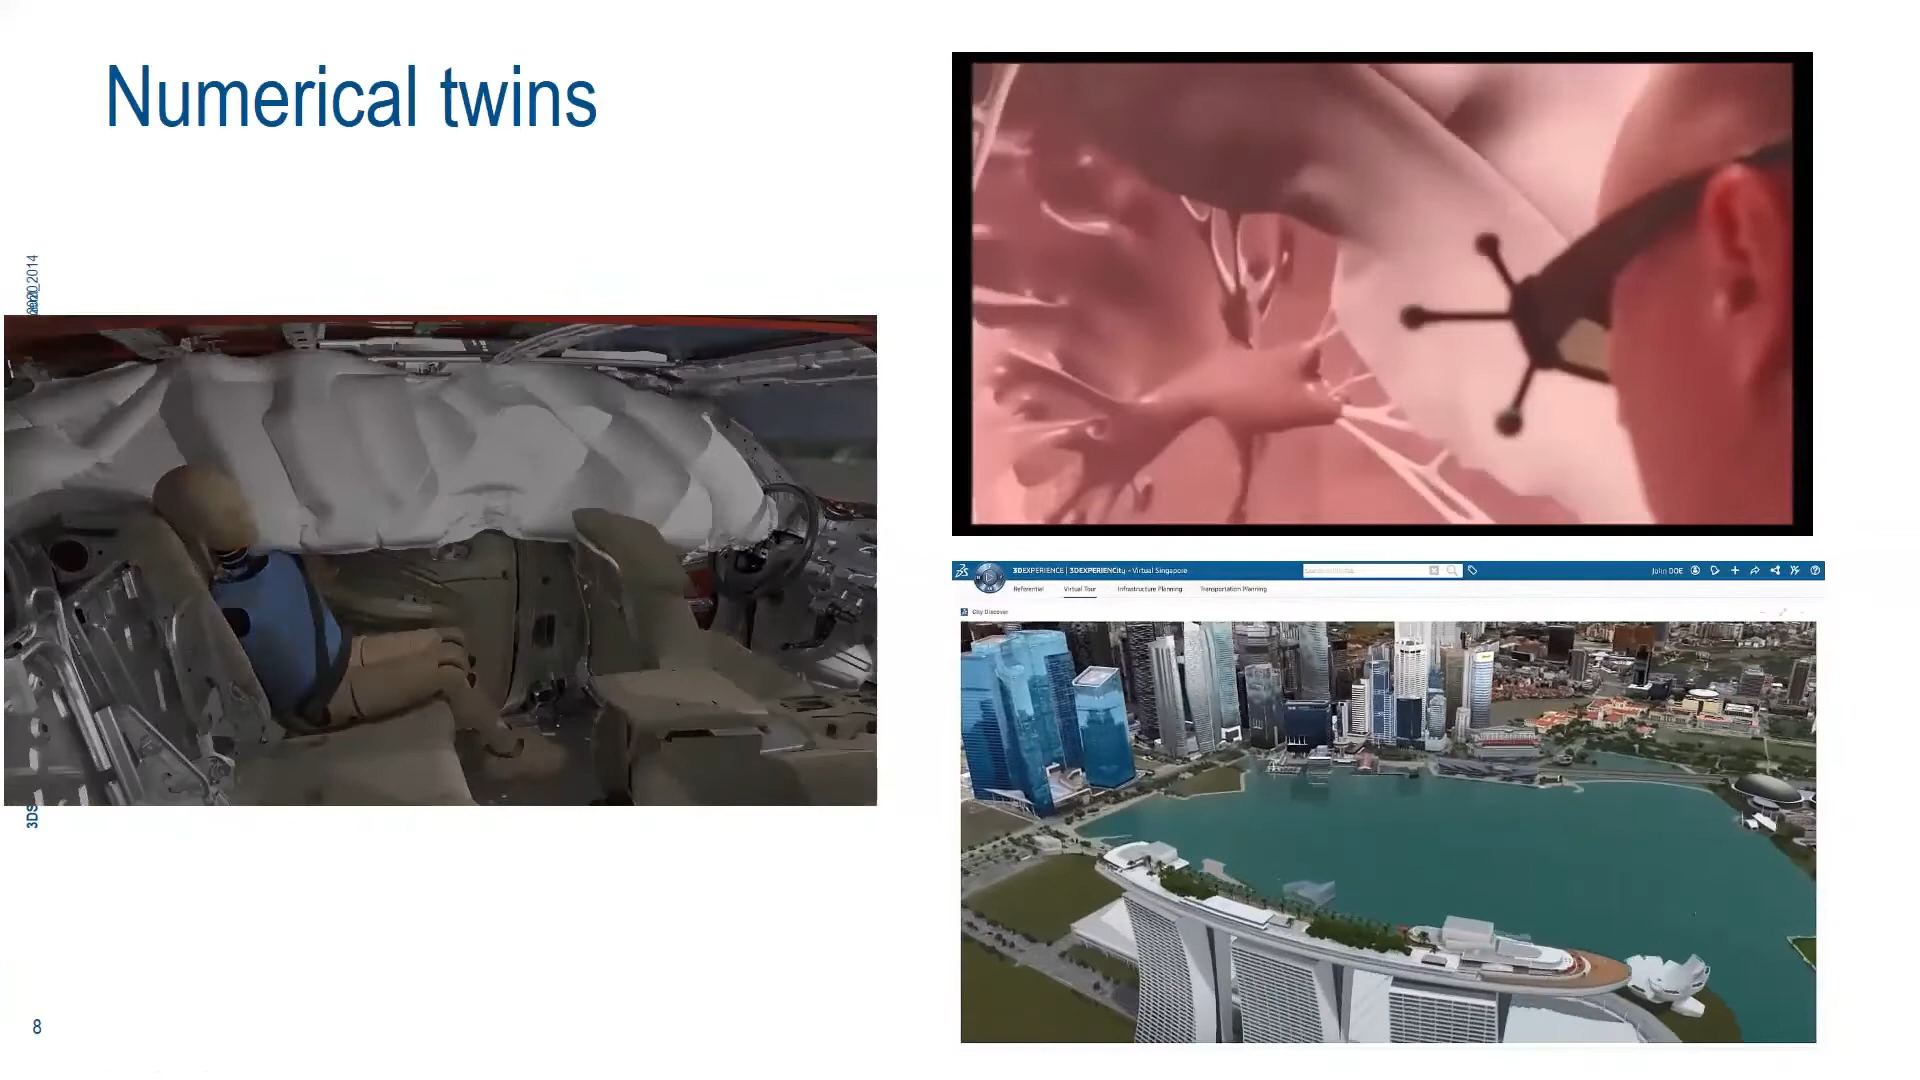 Numerical twins
2014
3DS
3DEXPERIENCE | 3DEXPERIENCity - Virtual Singapore
John DOE
Referential Virtual Tour Infrastructure Planning Transportation Planning
City Discover
8